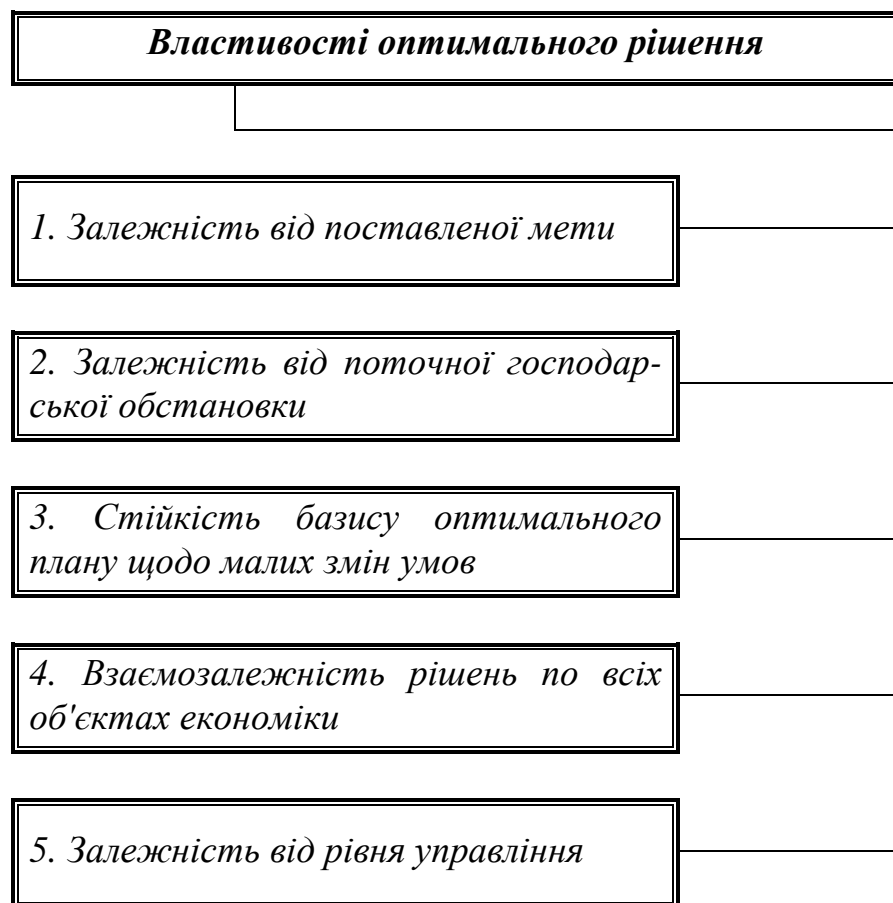 Властивості оптимального рішення
1. Залежність від поставленої мети
2. Залежність від поточної господар-
ської обстановки
3. Стійкість базису оптимального
плану щодо малих змін умов
4. Взаємозалежність рішень по всіх
об'єктах економіки
5. Залежність від рівня управління